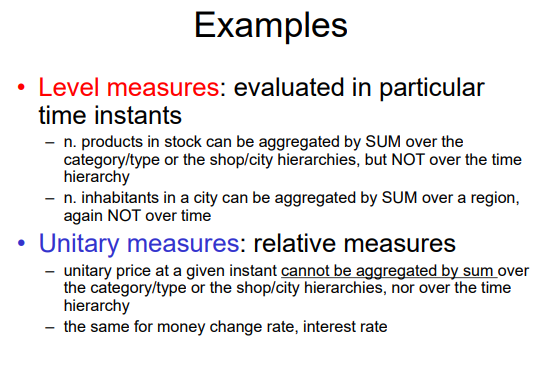 Examples
• Level measures: evaluated in particular
time instants
– n. products in stock can be aggregated by SUM over the
category/type or the shop/city hierarchies, but NOT over the time
hierarchy
– n. inhabitants in a city can be aggregated by SUM over a region,
again NOT over time
• Unitary measures: relative measures
– unitary price at a given instant cannot be aggregated by sum over
the category/type or the shop/city hierarchies, nor over the time
hierarchy
– the same for money change rate, interest rate